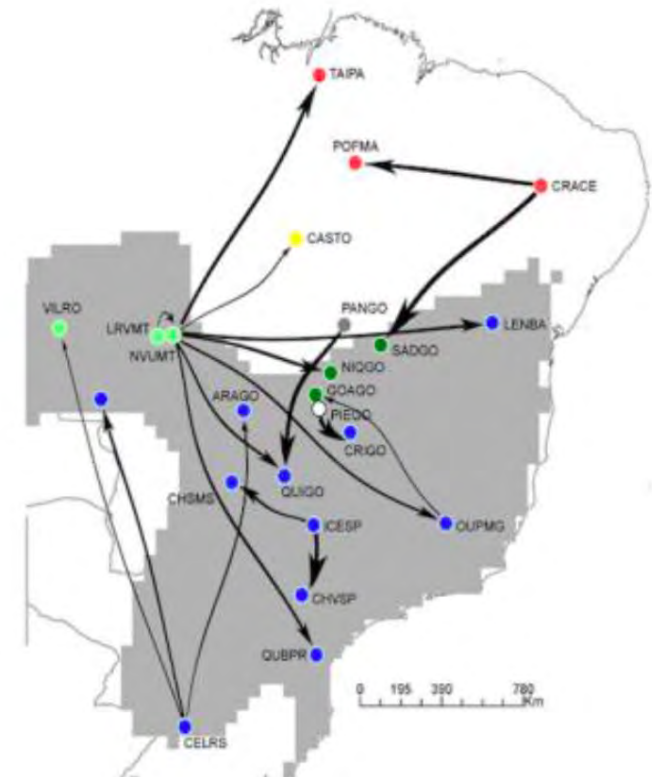 TAIPA
POFMA
CRACE
CASTO
VILRO
LRVMT
NVUMT
PANGO
LENBA
SADGO
NIQGO
GOAGO
ARAGO
PIEGO
CRIGO
QUIGO
CHSMS
ICESP
OUPMG
CHVSP
QUBPR
0 195 390 780
Km
CELRS